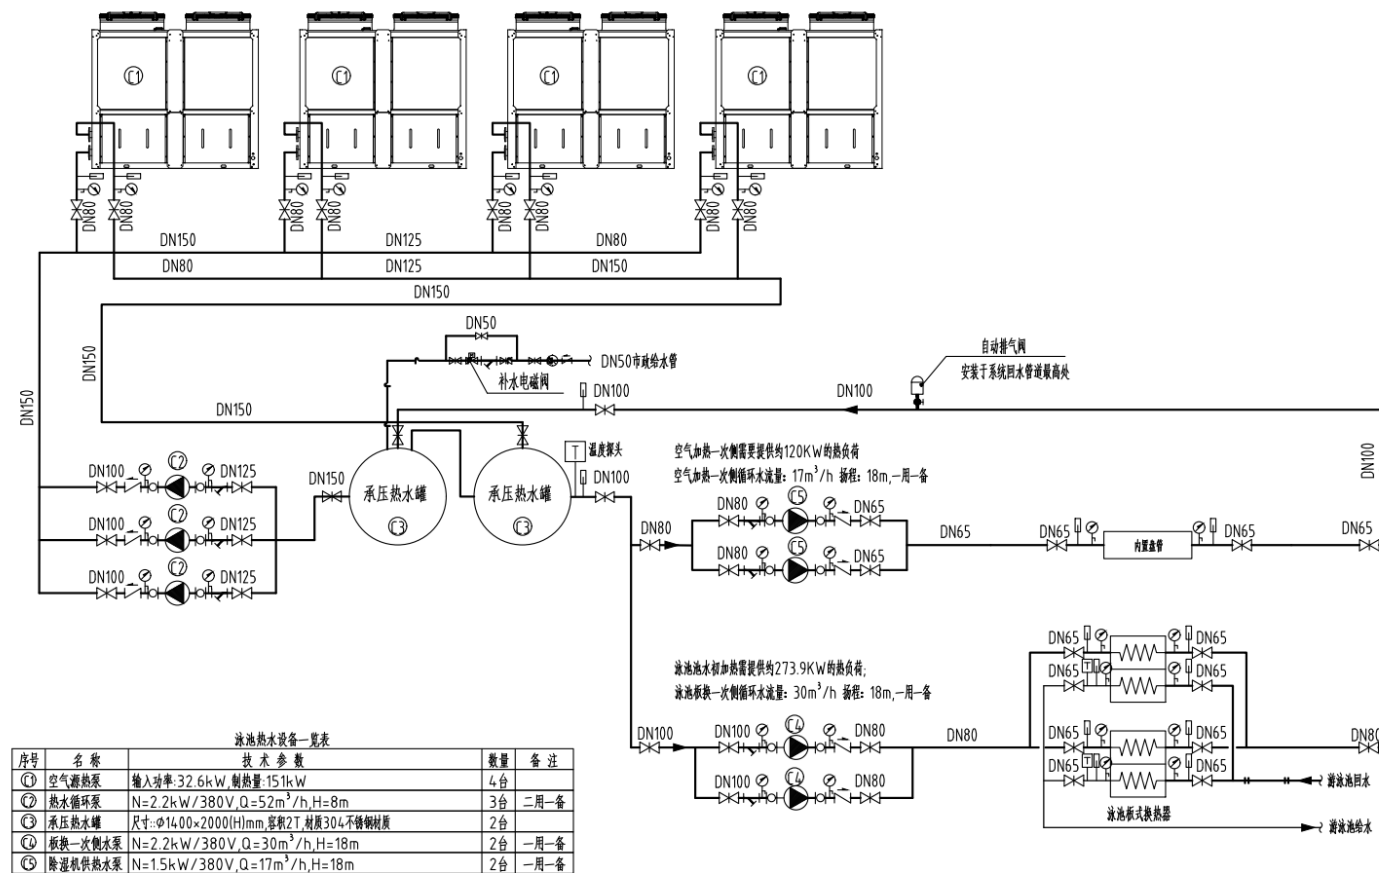 C1 C1 C1 C1
DN80 DN80 DN80 DN80 DN80 DN80 DN80 DN80
DN150 DN125 DN80
DN80 DN125 DN150
DN150
DN50
DN50市政给水管
补水电磁阀
自动排气阀
安装于系统回水管道最高处
DN150
DN150
DN150
DN100
DN100
DN100
C2
DN100 DN125
C2
DN100 DN125
C2
DN100 DN125
DN150
承压热水罐
C3
承压热水罐
C3
T 温度探头
DN100
空气加热一次侧需要提供约120KW的热负荷
空气加热一次侧循环水流量：17m³/h 扬程：18m,一用一备
C5
DN80 DN80 DN65
C5
DN80 DN65
DN65
DN65 内置盘管 DN65
DN65
泳池池水初加热需提供约273.9KW的热负荷;
泳池板换一次侧循环水流量：30m³/h 扬程：18m,一用一备
C4
DN100 DN100 DN80
C4
DN100 DN80
DN80
DN65 DN65
T
DN65 DN65
DN65 DN65
T
DN65 DN65
DN80
泳池板式换热器
游泳池回水
游泳池给水
泳池热水设备一览表
序号 名 称 技 术 参 数 数量 备 注
C1 空气源热泵 输入功率:32.6kW,制热量:151kW 4台
C2 热水循环泵 N=2.2kW/380V,Q=52m³/h,H=8m 3台 二用一备
C3 承压热水罐 尺寸::Φ1400×2000(H)mm,容积2T,材质304不锈钢材质 2台
C4 板换一次侧水泵 N=2.2kW/380V,Q=30m³/h,H=18m 2台 一用一备
C5 除湿机供热水泵 N=1.5kW/380V,Q=17m³/h,H=18m 2台 一用一备